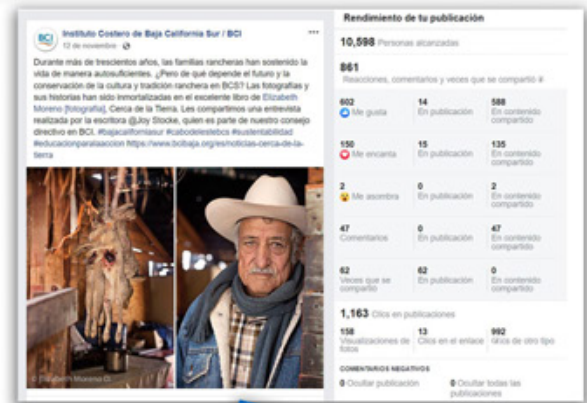 Instituto Costero de Baja California Sur / BCI
12 de noviembre
Durante más de trescientos años, las familias rancheras han sostenido la
vida de manera autosuficientes. ¿Pero de qué depende el futuro y la
conservación de la cultura y tradición ranchera en BCS? Las fotografías y
sus historias han sido inmortalizadas en el excelente libro de Elizabeth
Moreno [fotografía], Cerca de la Tierra. Les compartimos una entrevista
realizada por la escritora @Joy Stocke, quien es parte de nuestro consejo
directivo en BCI. #bajacaliforniasur #cabodelestebcs #sustentabilidad
#educacionparalaaccion https://www.bcibaja.org/es/noticias-cerca-de-la-
tierra
BCI
© Elizabeth Moreno D.
Rendimiento de tu publicación
10,598 Personas alcanzadas
861
Reacciones, comentarios y veces que se compartió
602 14 588
Me gusta En publicación En contenido
compartido
150 15 135
Me encanta En publicación En contenido
compartido
2 0 2
Me asombra En publicación En contenido
compartido
47 0 47
Comentarios En publicación En contenido
compartido
62 62 0
Veces que se En publicación En contenido
compartió compartido
1,163 Clics en publicaciones
158 13 992
Visualizaciones de Clics en el enlace de otro tipo
fotos
COMENTARIOS NEGATIVOS
0 Ocultar publicación 0 Ocultar todas las
publicaciones